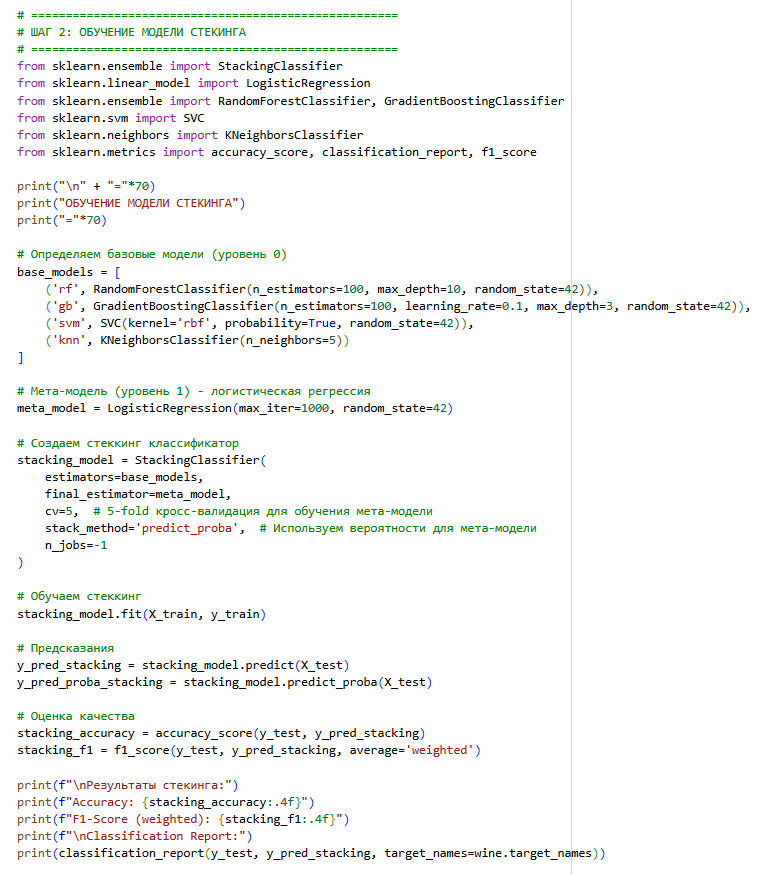 # =====================================================
# ШАГ 2: ОБУЧЕНИЕ МОДЕЛИ СТЕКИНГА
# =====================================================
from sklearn.ensemble import StackingClassifier
from sklearn.linear_model import LogisticRegression
from sklearn.ensemble import RandomForestClassifier, GradientBoostingClassifier
from sklearn.svm import SVC
from sklearn.neighbors import KNeighborsClassifier
from sklearn.metrics import accuracy_score, classification_report, f1_score

print("\n" + "="*70)
print("ОБУЧЕНИЕ МОДЕЛИ СТЕКИНГА")
print("="*70)

# Определяем базовые модели (уровень 0)
base_models = [
    ('rf', RandomForestClassifier(n_estimators=100, max_depth=10, random_state=42)),
    ('gb', GradientBoostingClassifier(n_estimators=100, learning_rate=0.1, max_depth=3, random_state=42)),
    ('svm', SVC(kernel='rbf', probability=True, random_state=42)),
    ('knn', KNeighborsClassifier(n_neighbors=5))
]

# Мета-модель (уровень 1) - логистическая регрессия
meta_model = LogisticRegression(max_iter=1000, random_state=42)

# Создаем стеккинг классификатор
stacking_model = StackingClassifier(
    estimators=base_models,
    final_estimator=meta_model,
    cv=5,  # 5-fold кросс-валидация для обучения мета-модели
    stack_method='predict_proba',  # Используем вероятности для мета-модели
    n_jobs=-1
)

# Обучаем стеккинг
stacking_model.fit(X_train, y_train)

# Предсказания
y_pred_stacking = stacking_model.predict(X_test)
y_pred_proba_stacking = stacking_model.predict_proba(X_test)

# Оценка качества
stacking_accuracy = accuracy_score(y_test, y_pred_stacking)
stacking_f1 = f1_score(y_test, y_pred_stacking, average='weighted')

print(f"\nРезультаты стекинга:")
print(f"Accuracy: {stacking_accuracy:.4f}")
print(f"F1-Score (weighted): {stacking_f1:.4f}")
print(f"\nClassification Report:")
print(classification_report(y_test, y_pred_stacking, target_names=wine.target_names))